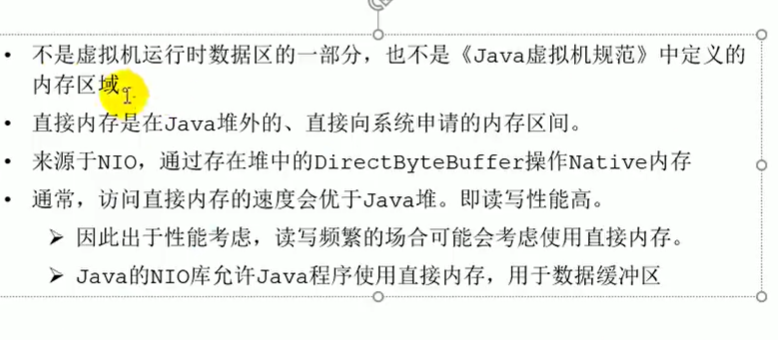 • 不是虚拟机运行时数据区的一部分，也不是《Java虚拟机规范》中定义的
内存区域。
• 直接内存是在Java堆外的、直接向系统申请的内存区间。
• 来源于NIO，通过存在堆中的DirectByteBuffer操作Native内存
• 通常，访问直接内存的速度会优于Java堆。即读写性能高。
➢ 因此出于性能考虑，读写频繁的场合可能会考虑使用直接内存。
➢ Java的NIO库允许Java程序使用直接内存，用于数据缓冲区